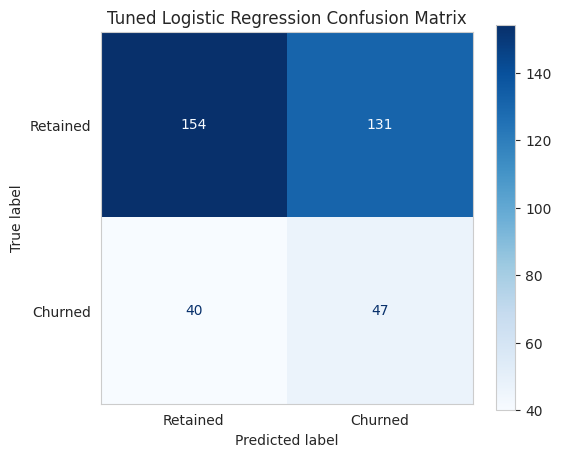 Tuned Logistic Regression Confusion Matrix
True label
Retained
Churned
154
131
40
47
Retained
Churned
Predicted label
140
120
100
80
60
40